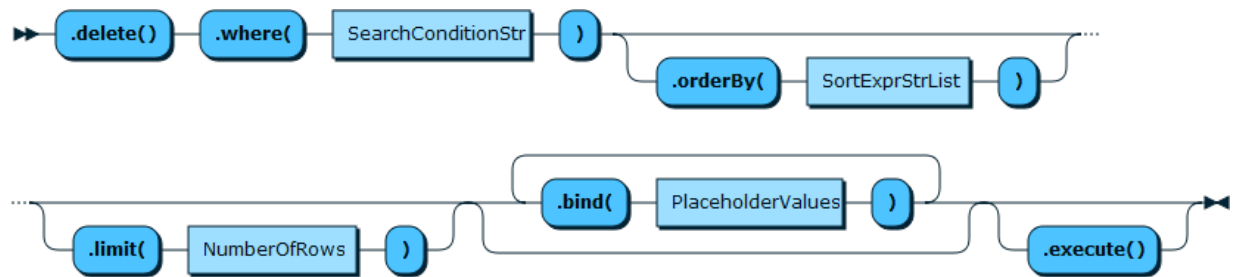 .delete() .where( SearchConditionStr )
.orderBy( SortExprStrList )
.bind( PlaceholderValues )
.limit( NumberOfRows ) .execute()